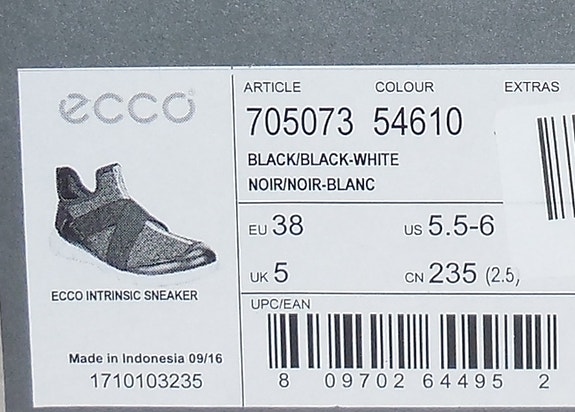 ecco
ARTICLE COLOUR EXTRAS
705073 54610
BLACK/BLACK-WHITE
NOIR/NOIR-BLANC
EU 38 US 5.5-6
UK 5 CN 235 (2.5)
ECCO INTRINSIC SNEAKER
UPC/EAN
Made in Indonesia 09/16
1710103235
8 09702 64495 2